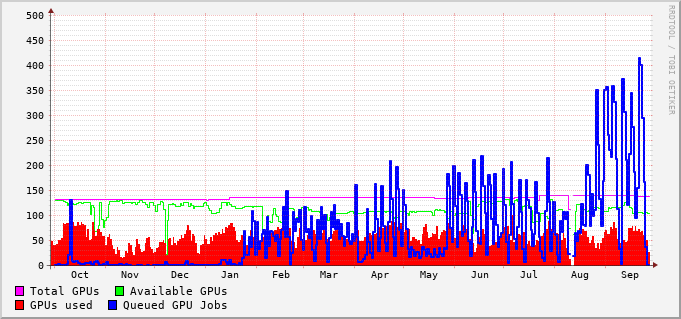 500
450
400
350
300
250
200
150
100
50
0
Oct Nov Dec Jan Feb Mar Apr May Jun Jul Aug Sep
Total GPUs Available GPUs
GPUs used Queued GPU Jobs
RRDTOOL / TOBI OETIKER